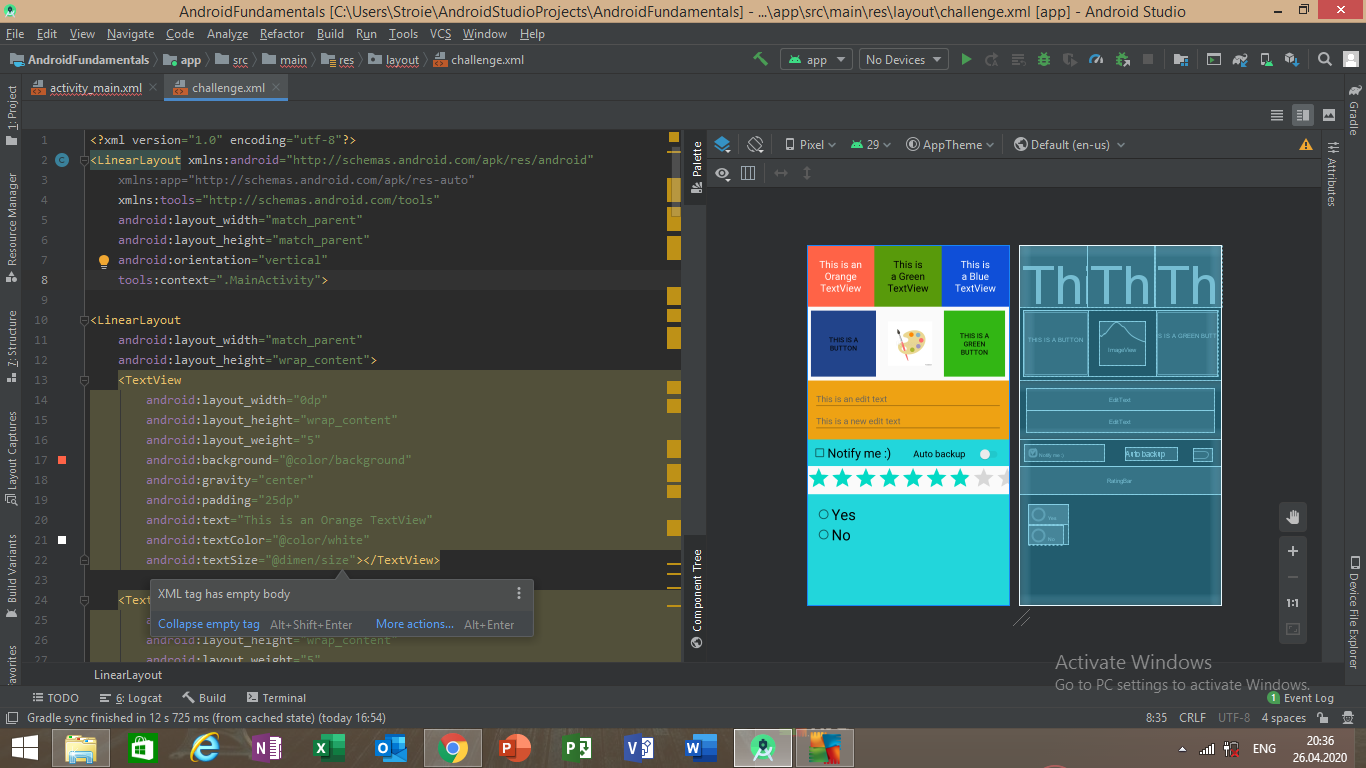 AndroidFundamentals [C:\Users\Stroie\AndroidStudioProjects\AndroidFundamentals] - ...\app\src\main\res\layout\challenge.xml [app] - Android Studio
File Edit View Navigate Code Analyze Refactor Build Run Tools VCS Window Help
AndroidFundamentals app src main res layout challenge.xml app No Devices
activity_main.xml challenge.xml
1: Project
Resource Manager
7: Structure
Layout Captures
Build Variants
avorites
1 <?xml version="1.0" encoding="utf-8"?>
2 <LinearLayout xmlns:android="http://schemas.android.com/apk/res/android"
3 xmlns:app="http://schemas.android.com/apk/res-auto"
4 xmlns:tools="http://schemas.android.com/tools"
5 android:layout_width="match_parent"
6 android:layout_height="match_parent"
7 android:orientation="vertical"
8 tools:context=".MainActivity">
9
10 <LinearLayout
11 android:layout_width="match_parent"
12 android:layout_height="wrap_content">
13 <TextView
14 android:layout_width="0dp"
15 android:layout_height="wrap_content"
16 android:layout_weight="5"
17 android:background="@color/background"
18 android:gravity="center"
19 android:padding="25dp"
20 android:text="This is an Orange TextView"
21 android:textColor="@color/white"
22 android:textSize="@dimen/size"></TextView>
23
24 <Tex
25
26 android:layout_height="wrap_content"
27 android:layout_weight="5"
XML tag has empty body
Collapse empty tag Alt+Shift+Enter More actions... Alt+Enter
LinearLayout
Palette
Component Tree
Pixel 29 AppTheme Default (en-us)
This is an Orange TextView
This is a Green TextView
This is a Blue TextView
THIS IS A BUTTON
THIS IS A GREEN BUTTON
This is an edit text
This is a new edit text
Notify me :) Auto backup
Yes
No
Th Th Th
THIS IS A BUTTON
ImageView
S IS A GREEN BUTT
EditText
EditText
Notify me :) Auto backup
RatingBar
Yes
No
1:1
Gradle
Attributes
Device File Explorer
Activate Windows
Go to PC settings to activate Windows.
TODO 6: Logcat Build Terminal 1 Event Log
Gradle sync finished in 12 s 725 ms (from cached state) (today 16:54) 8:35 CRLF UTF-8 4 spaces
ENG 20:36
26.04.2020